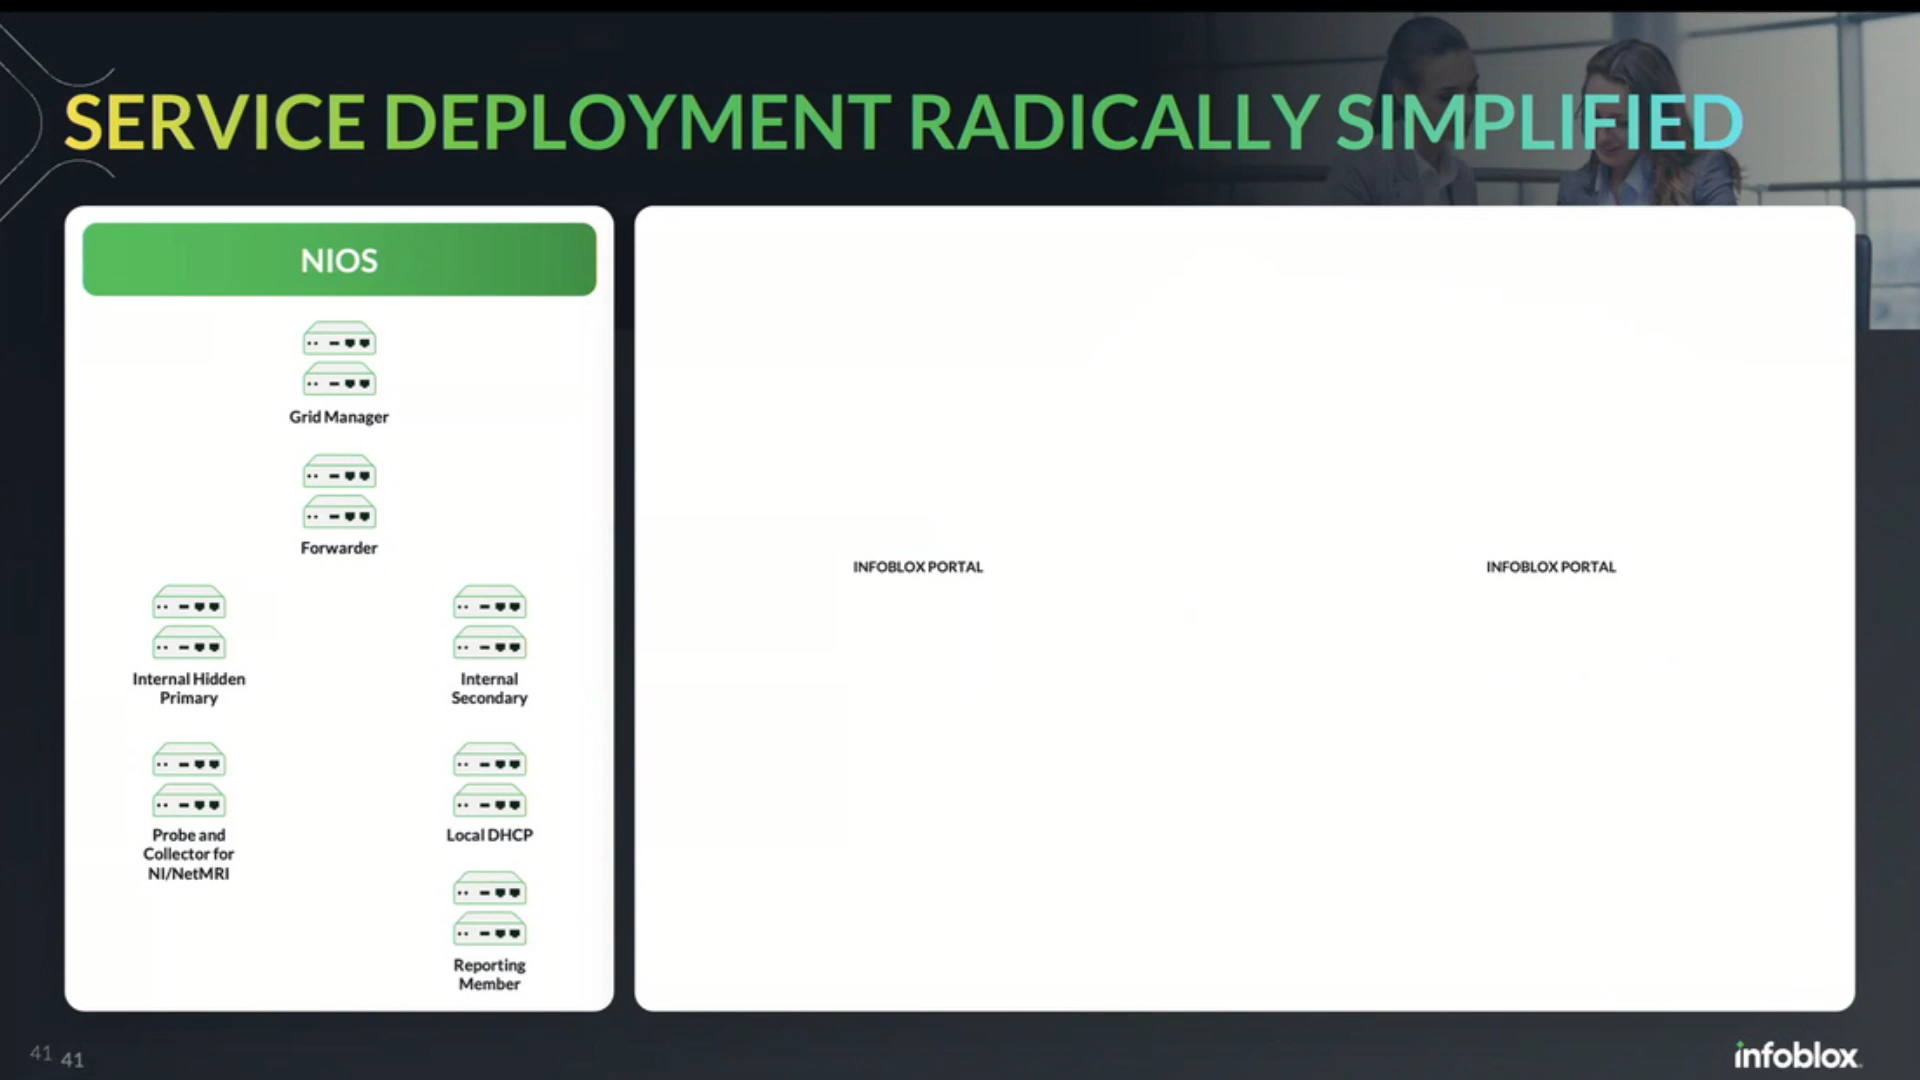 SERVICE DEPLOYMENT RADICALLY SIMPLIFIED
NIOS
Grid Manager
Forwarder
Internal Hidden
Primary
Internal
Secondary
Probe and
Collector for
NI/NetMRI
Local DHCP
Reporting
Member
INFOBLOX PORTAL
INFOBLOX PORTAL
41
41
infoblox